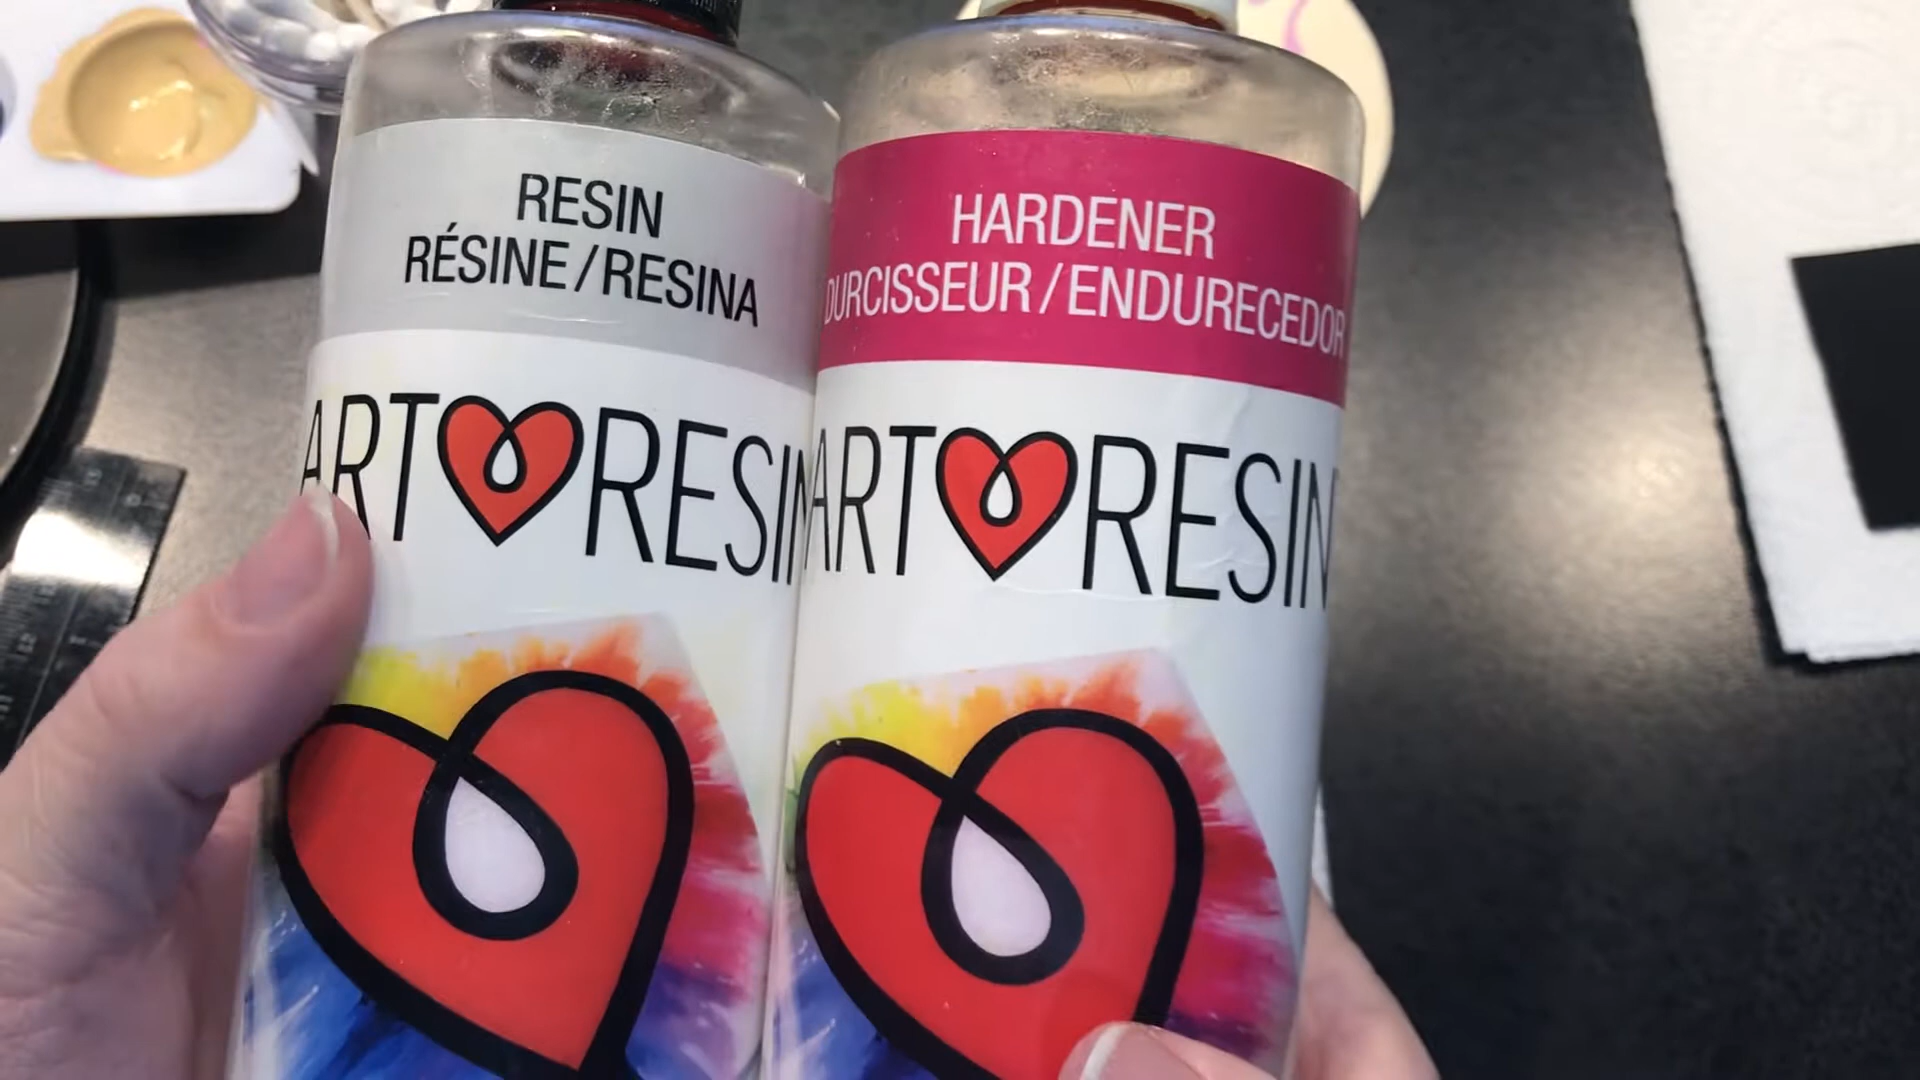 RESIN
RÉSINE/RESINA
ART RESIN
HARDENER
DURCISSEUR/ENDURECEDOR
ART RESIN